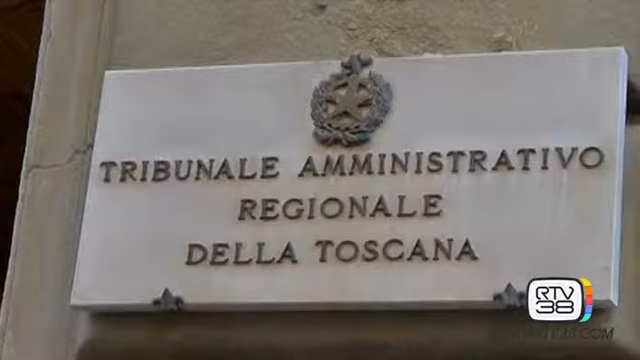 TRIBUNALE AMMINISTRATIVO
REGIONALE
DELLA TOSCANA
RTV
38